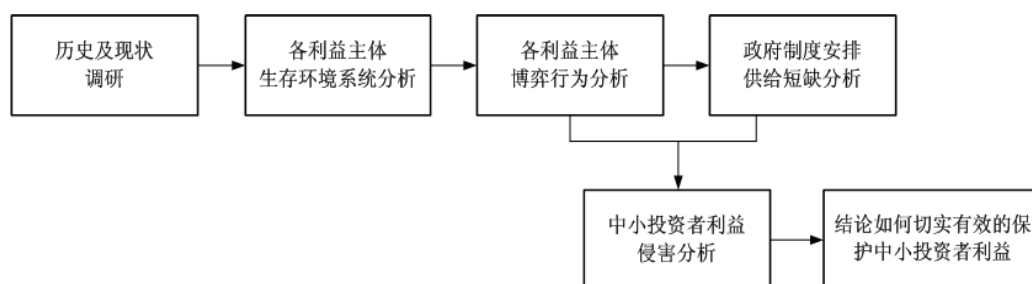 历史及现状
调研
各利益主体
生存环境系统分析
各利益主体
博弈行为分析
政府制度安排
供给短缺分析
中小投资者利益
侵害分析
结论如何切实有效的保
护中小投资者利益